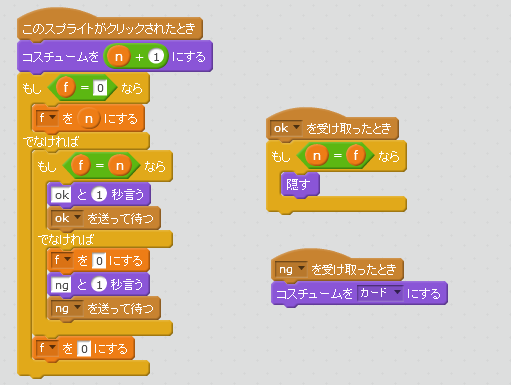 このスプライトがクリックされたとき
コスチュームを n + 1 にする
もし f = 0 なら
f を n にする
でなければ
もし f = n なら
ok と 1 秒言う
ok を送って待つ
でなければ
f を 0 にする
ng と 1 秒言う
ng を送って待つ
f を 0 にする
ok を受け取ったとき
もし n = f なら
隠す
ng を受け取ったとき
コスチュームを カード にする